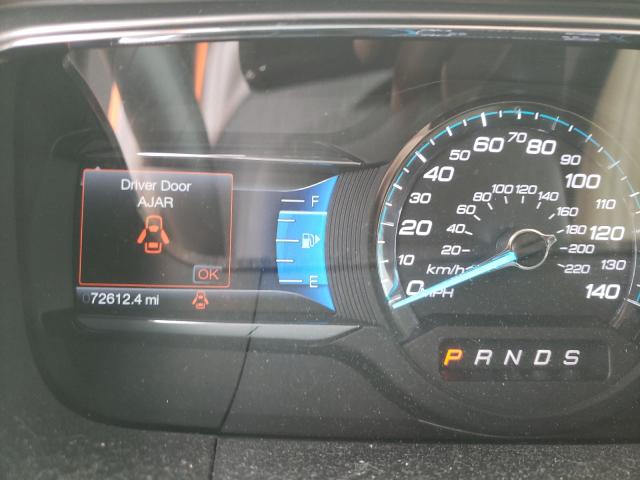 Driver Door
AJAR
OK
072612.4 mi
F
E
0 10 20 30 40 50 60 70 80 90 100 110 120 130 140
20 40 60 80 100 120 140 160 180 200 220
km/h
MPH
P R N D S